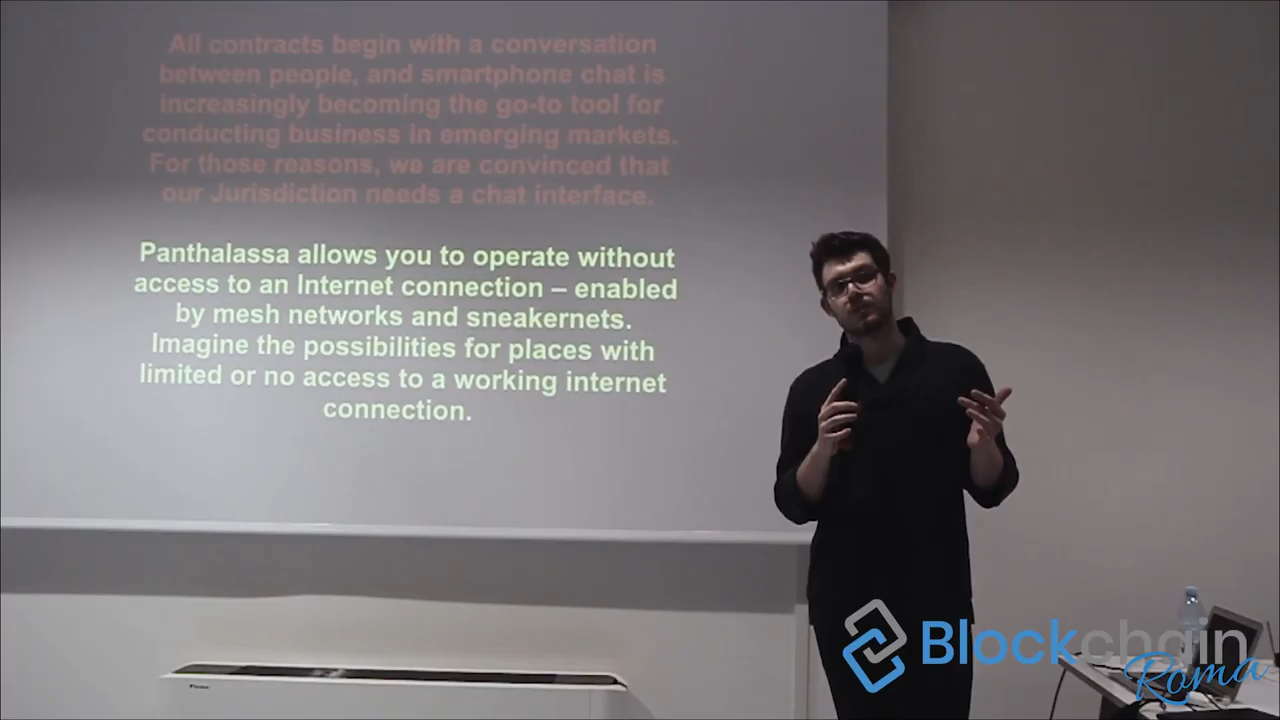 All contracts begin with a conversation
between people, and smartphone chat is
increasingly becoming the go-to tool for
conducting business in emerging markets.
For those reasons, we are convinced that
our Jurisdiction needs a chat interface.
Panthalassa allows you to operate without
access to an Internet connection – enabled
by mesh networks and sneakernets.
Imagine the possibilities for places with
limited or no access to a working internet
connection.
Blockchain
Roma